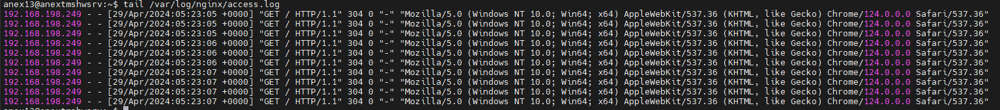 anex13@anextmshwsrv:~$ tail /var/log/nginx/access.log
192.168.198.249 - - [29/Apr/2024:05:23:05 +0000] "GET / HTTP/1.1" 304 0 "-" "Mozilla/5.0 (Windows NT 10.0; Win64; x64) AppleWebKit/537.36 (KHTML, like Gecko) Chrome/124.0.0.0 Safari/537.36"
192.168.198.249 - - [29/Apr/2024:05:23:05 +0000] "GET / HTTP/1.1" 304 0 "-" "Mozilla/5.0 (Windows NT 10.0; Win64; x64) AppleWebKit/537.36 (KHTML, like Gecko) Chrome/124.0.0.0 Safari/537.36"
192.168.198.249 - - [29/Apr/2024:05:23:05 +0000] "GET / HTTP/1.1" 304 0 "-" "Mozilla/5.0 (Windows NT 10.0; Win64; x64) AppleWebKit/537.36 (KHTML, like Gecko) Chrome/124.0.0.0 Safari/537.36"
192.168.198.249 - - [29/Apr/2024:05:23:06 +0000] "GET / HTTP/1.1" 304 0 "-" "Mozilla/5.0 (Windows NT 10.0; Win64; x64) AppleWebKit/537.36 (KHTML, like Gecko) Chrome/124.0.0.0 Safari/537.36"
192.168.198.249 - - [29/Apr/2024:05:23:06 +0000] "GET / HTTP/1.1" 304 0 "-" "Mozilla/5.0 (Windows NT 10.0; Win64; x64) AppleWebKit/537.36 (KHTML, like Gecko) Chrome/124.0.0.0 Safari/537.36"
192.168.198.249 - - [29/Apr/2024:05:23:06 +0000] "GET / HTTP/1.1" 304 0 "-" "Mozilla/5.0 (Windows NT 10.0; Win64; x64) AppleWebKit/537.36 (KHTML, like Gecko) Chrome/124.0.0.0 Safari/537.36"
192.168.198.249 - - [29/Apr/2024:05:23:07 +0000] "GET / HTTP/1.1" 304 0 "-" "Mozilla/5.0 (Windows NT 10.0; Win64; x64) AppleWebKit/537.36 (KHTML, like Gecko) Chrome/124.0.0.0 Safari/537.36"
192.168.198.249 - - [29/Apr/2024:05:23:07 +0000] "GET / HTTP/1.1" 304 0 "-" "Mozilla/5.0 (Windows NT 10.0; Win64; x64) AppleWebKit/537.36 (KHTML, like Gecko) Chrome/124.0.0.0 Safari/537.36"
192.168.198.249 - - [29/Apr/2024:05:23:07 +0000] "GET / HTTP/1.1" 304 0 "-" "Mozilla/5.0 (Windows NT 10.0; Win64; x64) AppleWebKit/537.36 (KHTML, like Gecko) Chrome/124.0.0.0 Safari/537.36"
192.168.198.249 - - [29/Apr/2024:05:23:07 +0000] "GET / HTTP/1.1" 304 0 "-" "Mozilla/5.0 (Windows NT 10.0; Win64; x64) AppleWebKit/537.36 (KHTML, like Gecko) Chrome/124.0.0.0 Safari/537.36"
anex13@anextmshwsrv:~$